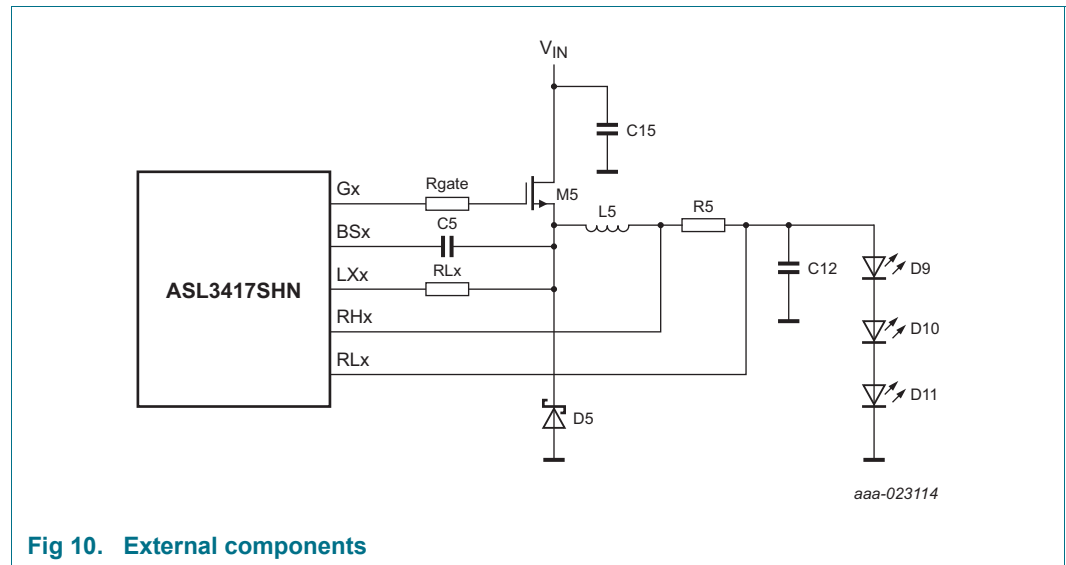 VIN
C15
Gx
Rgate
M5
BSx
C5
L5
R5
LXx
RLx
C12
D9
ASL3417SHN
RHx
D10
RLx
D11
D5
aaa-023114
Fig 10. External components